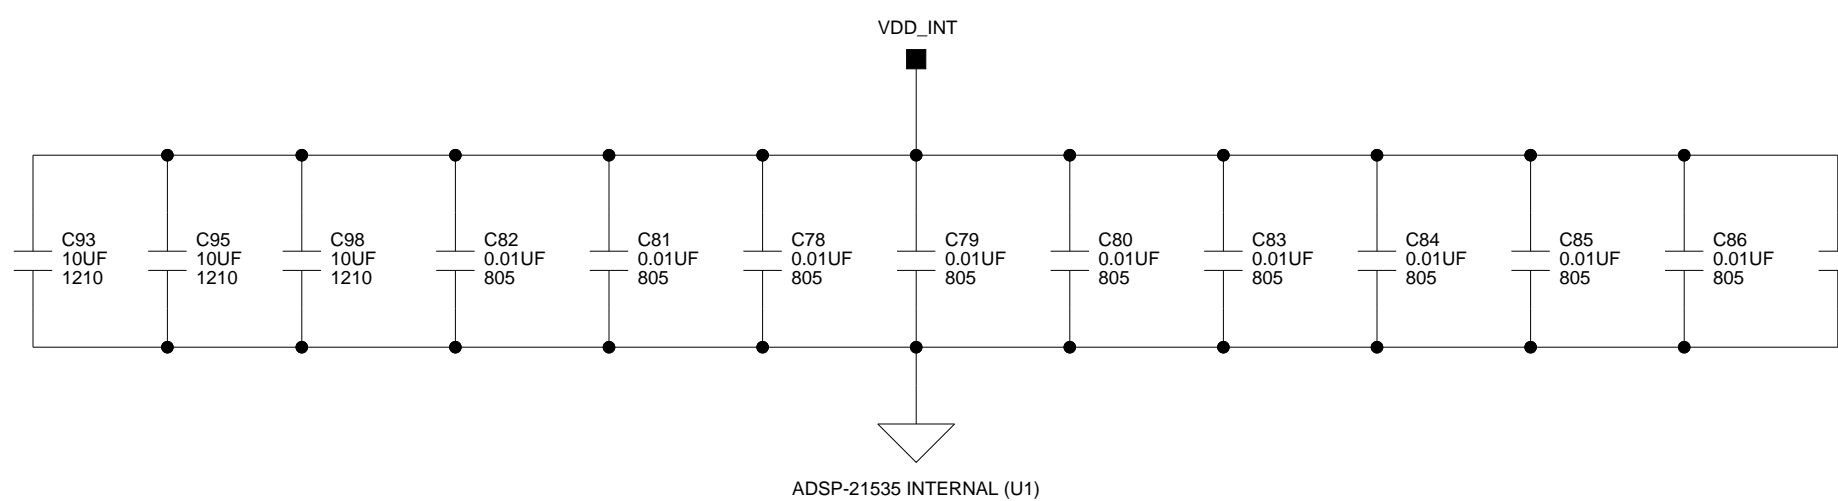 VDD_INT
C93
10UF
1210
C95
10UF
1210
C98
10UF
1210
C82
0.01UF
805
C81
0.01UF
805
C78
0.01UF
805
C79
0.01UF
805
C80
0.01UF
805
C83
0.01UF
805
C84
0.01UF
805
C85
0.01UF
805
C86
0.01UF
805
ADSP-21535 INTERNAL (U1)